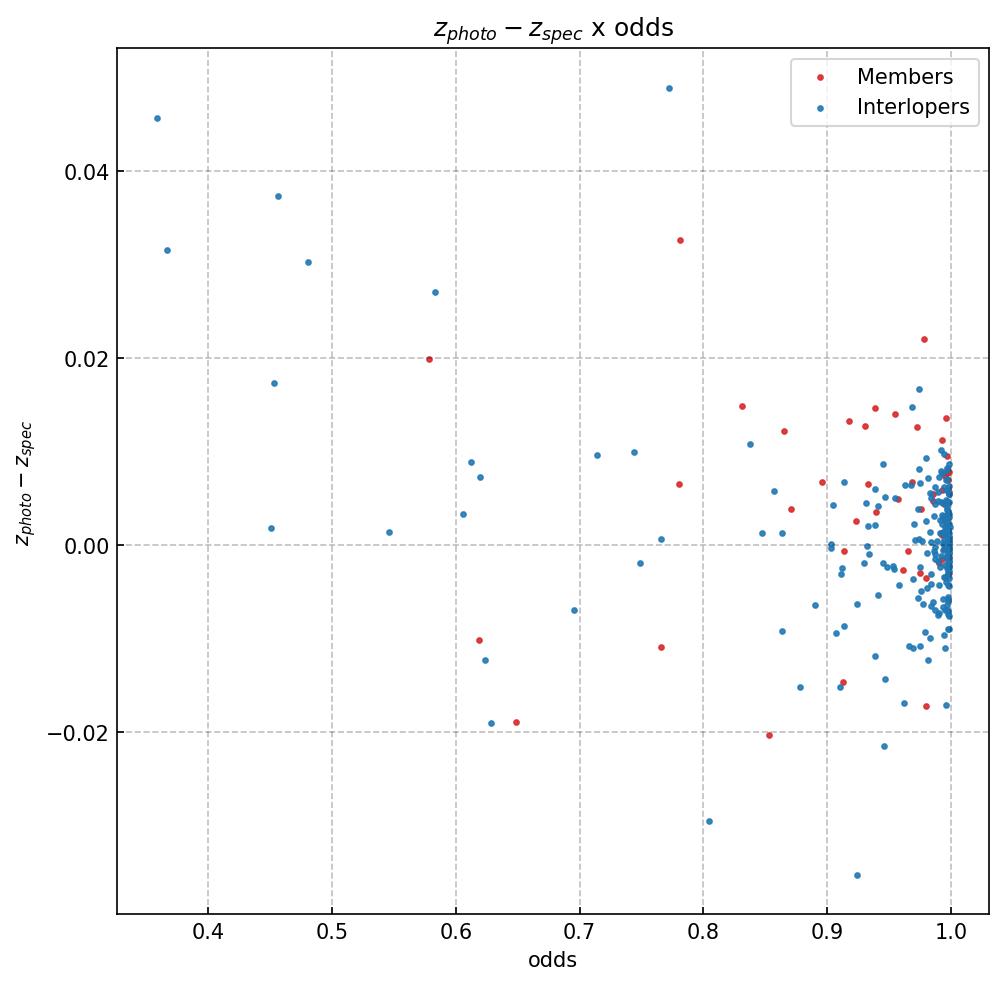 z_photo − z_spec x odds
Members
Interlopers
z_photo − z_spec
0.04
0.02
0.00
−0.02
0.4 0.5 0.6 0.7 0.8 0.9 1.0
odds